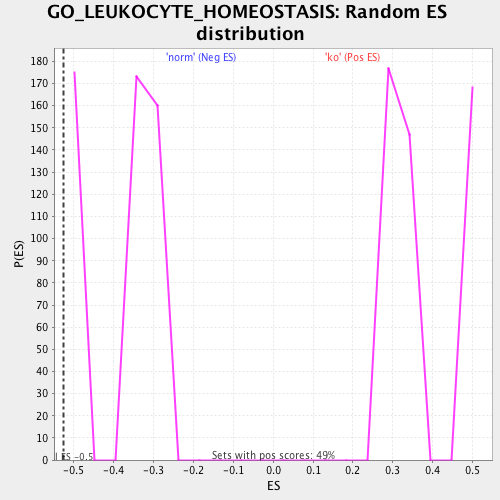 GO_LEUKOCYTE_HOMEOSTASIS: Random ES
distribution
'norm' (Neg ES)
'ko' (Pos ES)
180
170
160
150
140
130
120
110
100
90
80
70
60
50
40
30
20
10
0
P(ES)
ES -0.5
Sets with pos scores: 49%
-0.5 -0.4 -0.3 -0.2 -0.1 0.0 0.1 0.2 0.3 0.4 0.5
ES